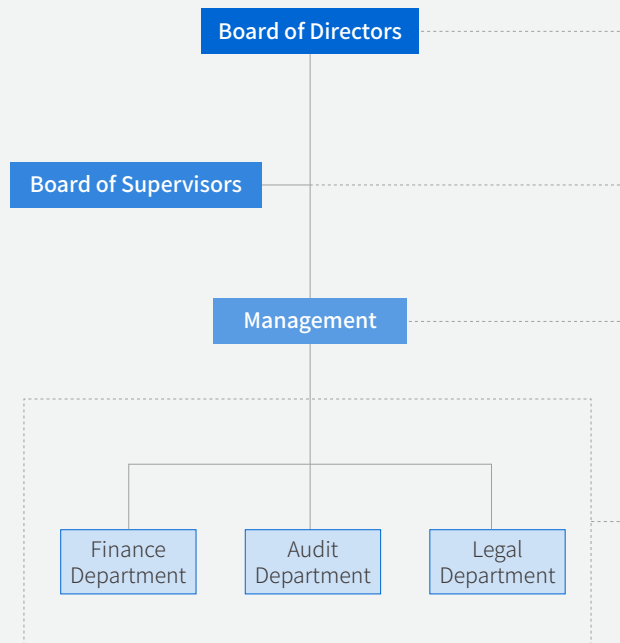 Board of Directors
Board of Supervisors
Management
Finance
Department
Audit
Department
Legal
Department